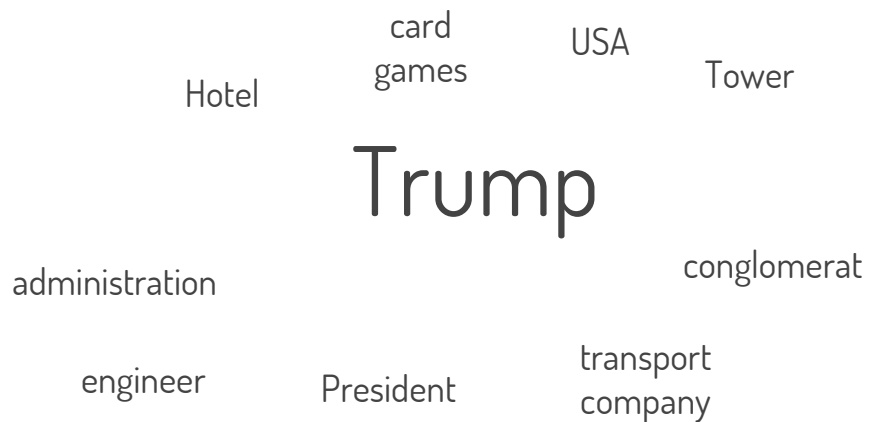 card
games
USA
Tower
Hotel
Trump
conglomerat
administration
transport
company
engineer
President